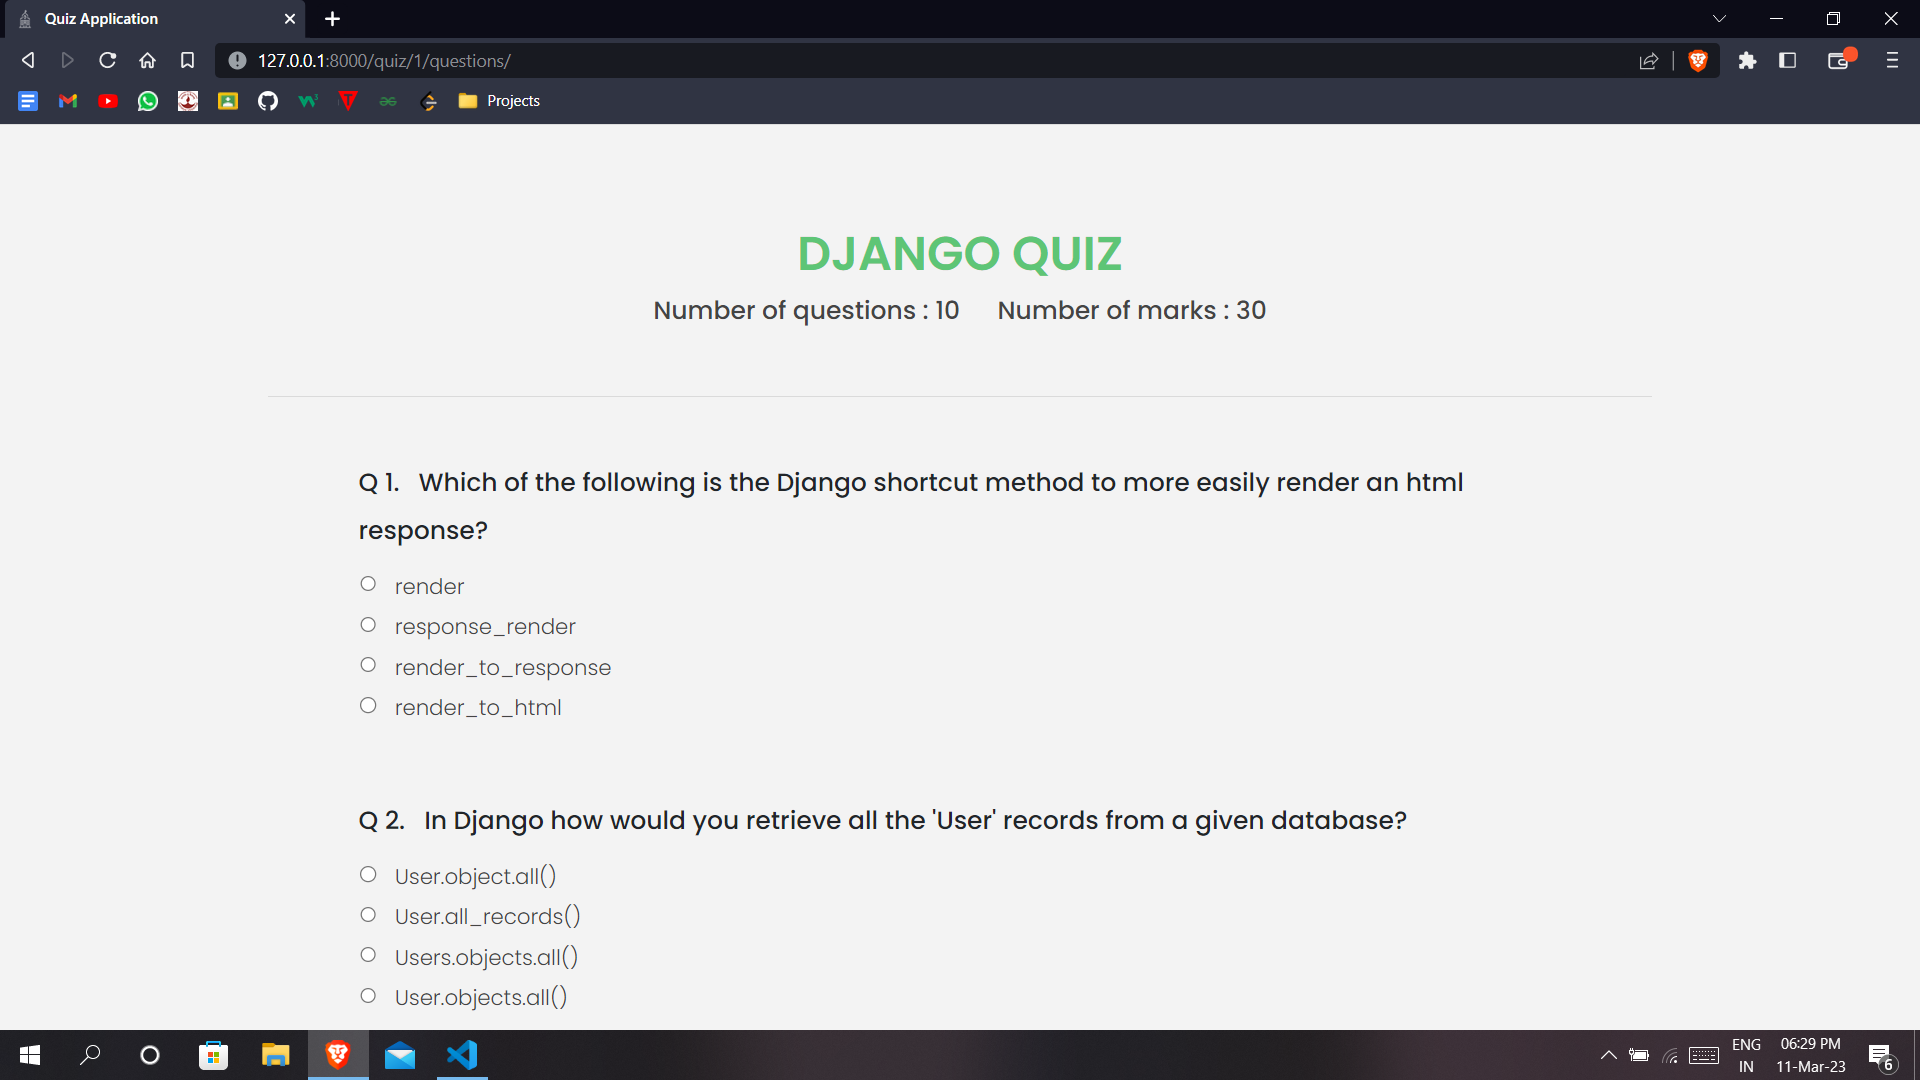 Quiz Application
127.0.0.1:8000/quiz/1/questions/
Projects
DJANGO QUIZ
Number of questions : 10 Number of marks : 30
Q 1. Which of the following is the Django shortcut method to more easily render an html
response?
render
response_render
render_to_response
render_to_html
Q 2. In Django how would you retrieve all the 'User' records from a given database?
User.object.all()
User.all_records()
Users.objects.all()
User.objects.all()
ENG
IN
06:29 PM
11-Mar-23
6